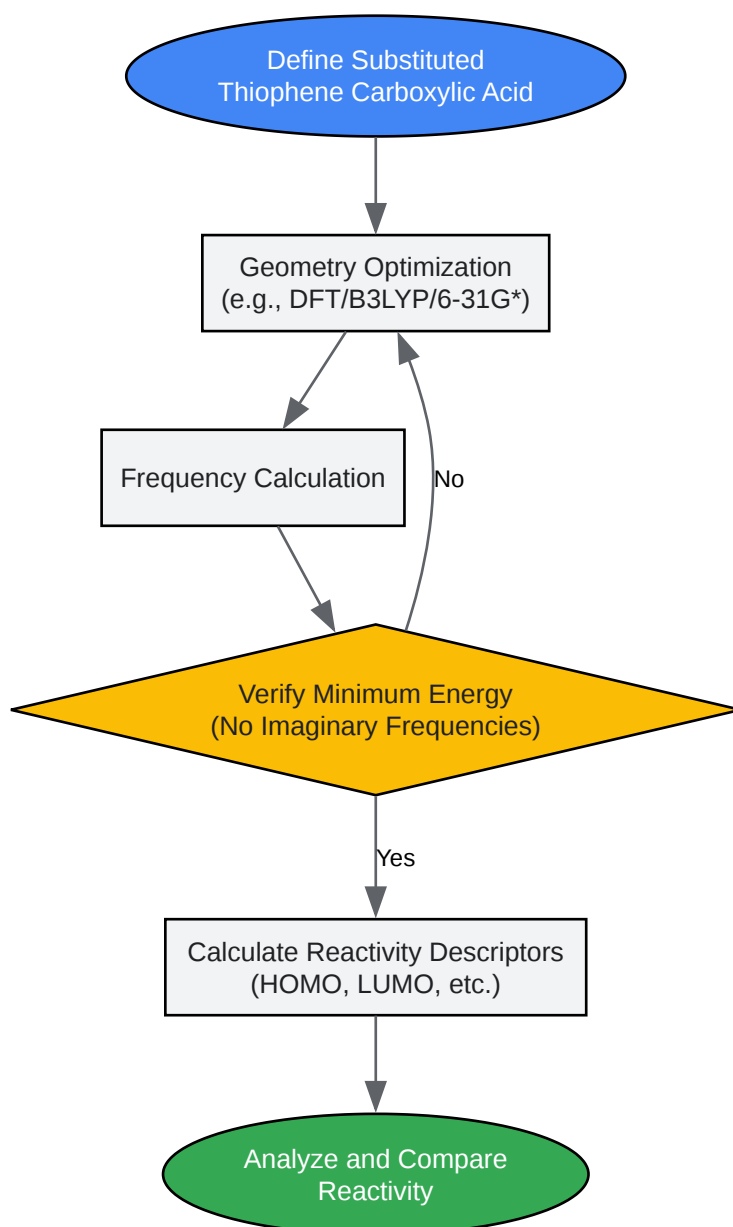 Define Substituted
Thiophene Carboxylic Acid
Geometry Optimization
(e.g., DFT/B3LYP/6-31G*)
Frequency Calculation
No
Verify Minimum Energy
(No Imaginary Frequencies)
Yes
Calculate Reactivity Descriptors
(HOMO, LUMO, etc.)
Analyze and Compare
Reactivity